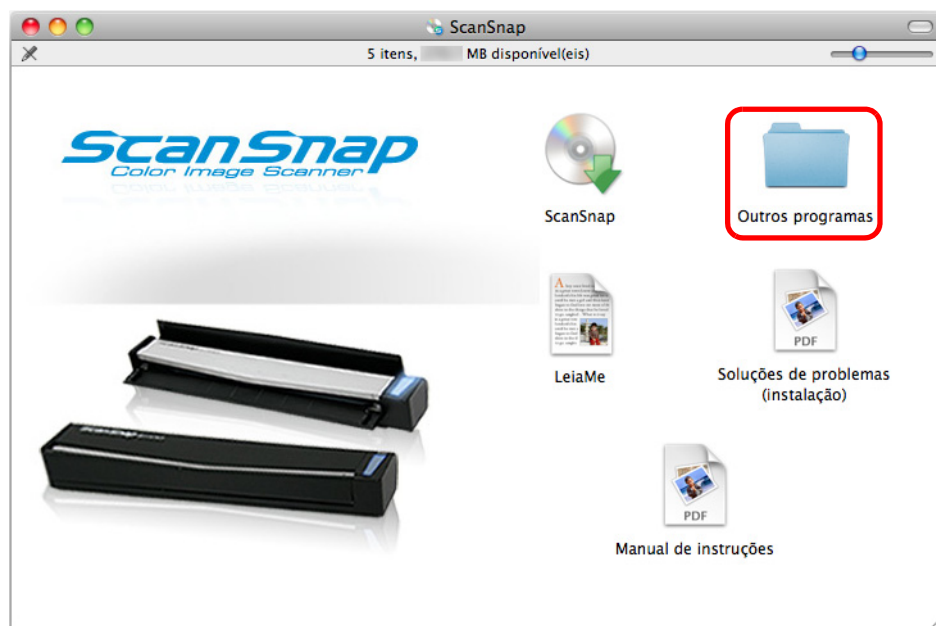 ScanSnap
5 itens, MB disponível(eis)
ScanSnap
Color Image Scanner
ScanSnap
Outros programas
LeiaMe
PDF
Soluções de problemas
(instalação)
PDF
Manual de instruções